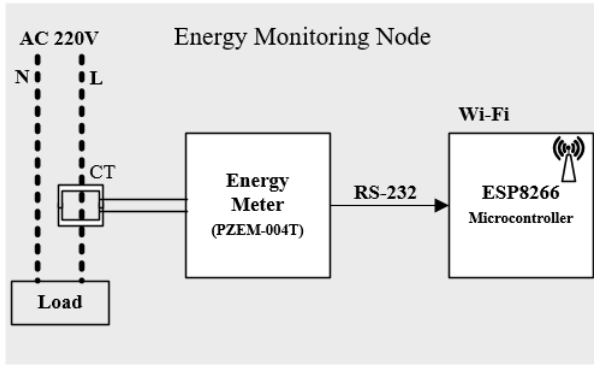 Energy Monitoring Node
AC 220V
N
L
CT
Load
Energy
Meter
(PZEM-004T)
RS-232
Wi-Fi
ESP8266
Microcontroller